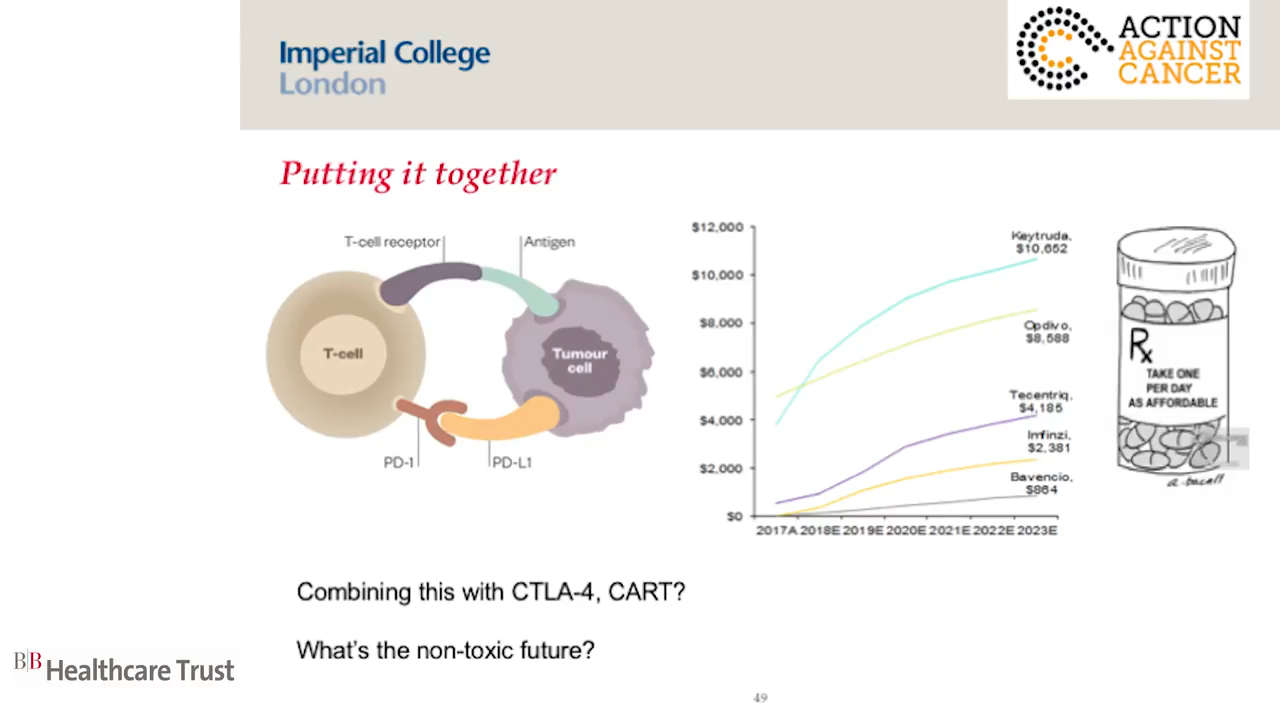 Imperial College
London
ACTION
AGAINST
CANCER
Putting it together
T-cell receptor
Antigen
T-cell
Tumour
cell
PD-1
PD-L1
$12,000
$10,000
$8,000
$6,000
$4,000
$2,000
$0
Keytruda,
$10,652
Opdivo,
$8,588
Tecentriq,
$4,185
Imfinzi,
$2,381
Bavencio,
$864
2017A 2018E 2019E 2020E 2021E 2022E 2023E
Rx
TAKE ONE
PER DAY
AS AFFORDABLE
a. bacall
Combining this with CTLA-4, CART?
What's the non-toxic future?
BB Healthcare Trust
49